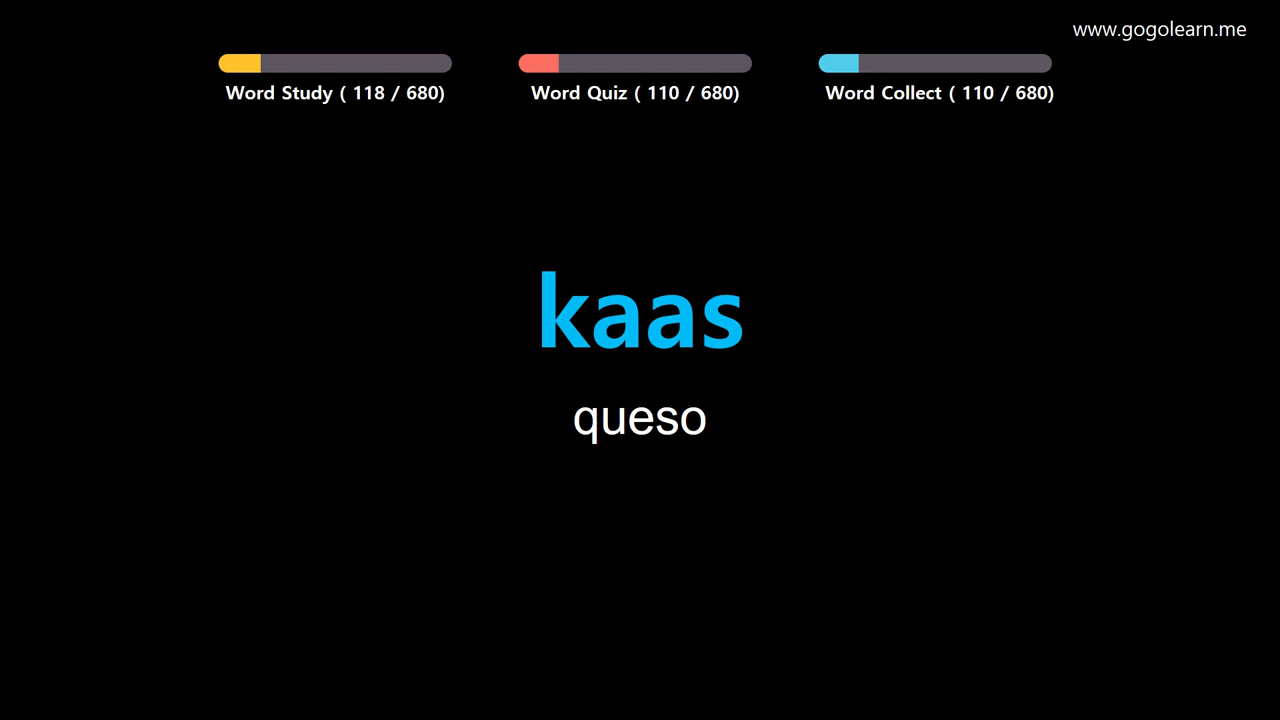 www.gogolearn.me
Word Study ( 118 / 680)
Word Quiz ( 110 / 680)
Word Collect ( 110 / 680)
kaas
queso